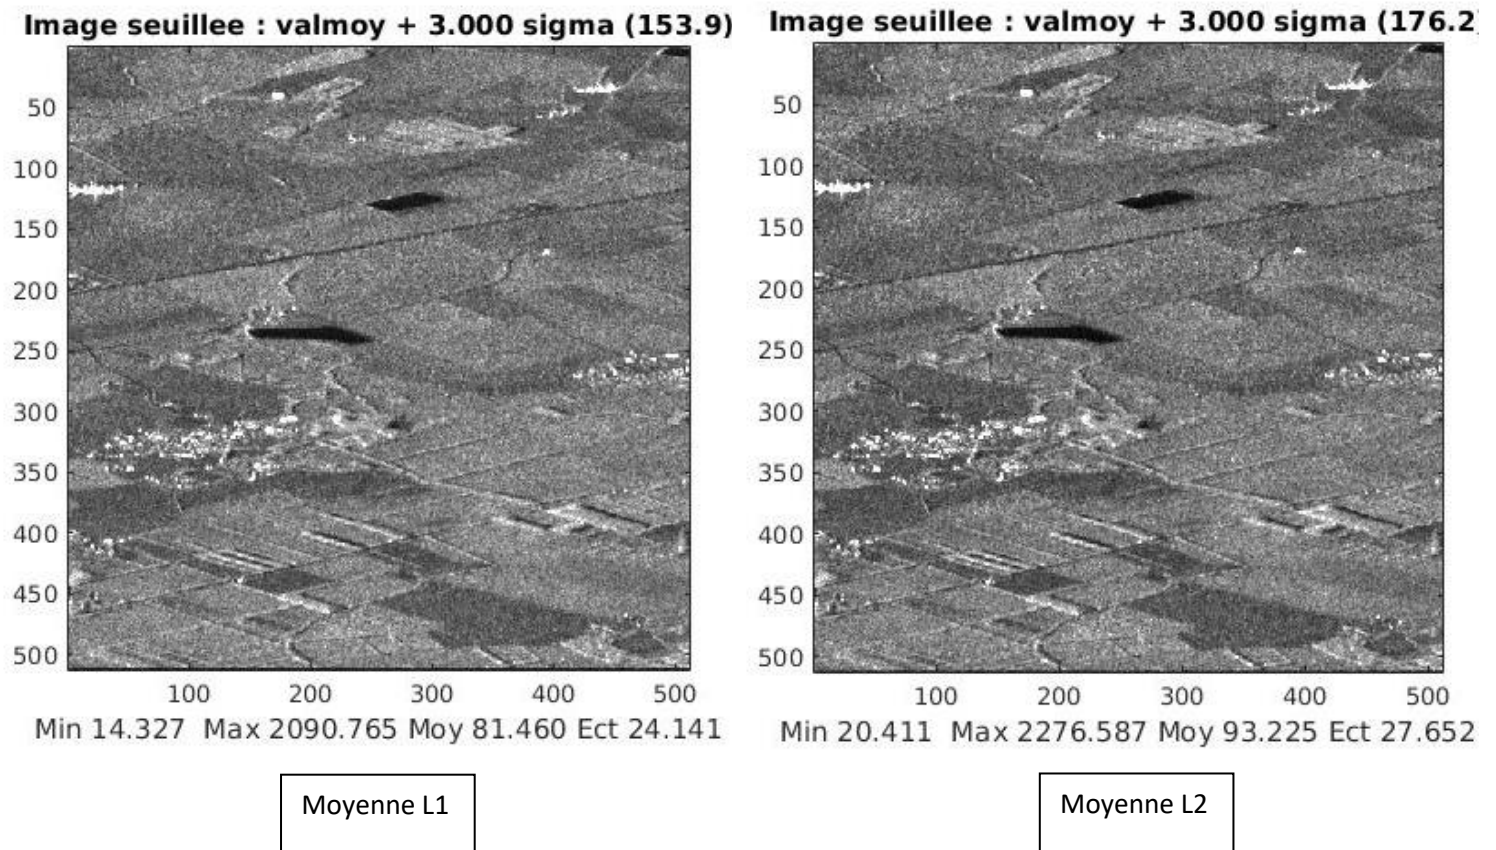 Image seuillee : valmoy + 3.000 sigma (153.9)
50
100
150
200
250
300
350
400
450
500
100 200 300 400 500
Min 14.327 Max 2090.765 Moy 81.460 Ect 24.141
Moyenne L1
Image seuillee : valmoy + 3.000 sigma (176.2)
50
100
150
200
250
300
350
400
450
500
100 200 300 400 500
Min 20.411 Max 2276.587 Moy 93.225 Ect 27.652
Moyenne L2